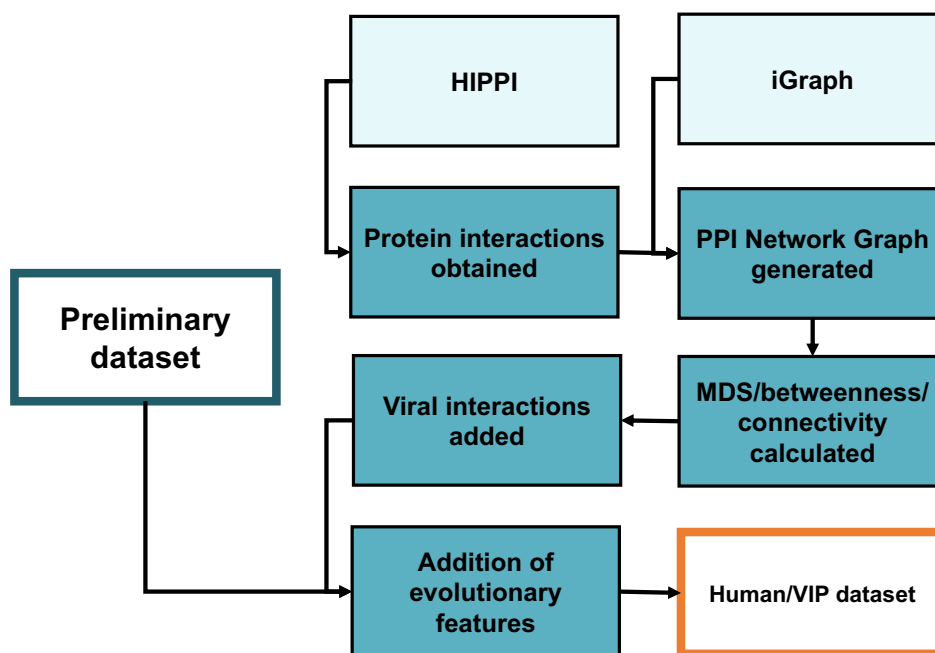 HIPPI
iGraph
Protein interactions
obtained
PPI Network Graph
generated
Preliminary
dataset
Viral interactions
added
MDS/betweenness/
connectivity
calculated
Addition of
evolutionary
features
Human/VIP dataset